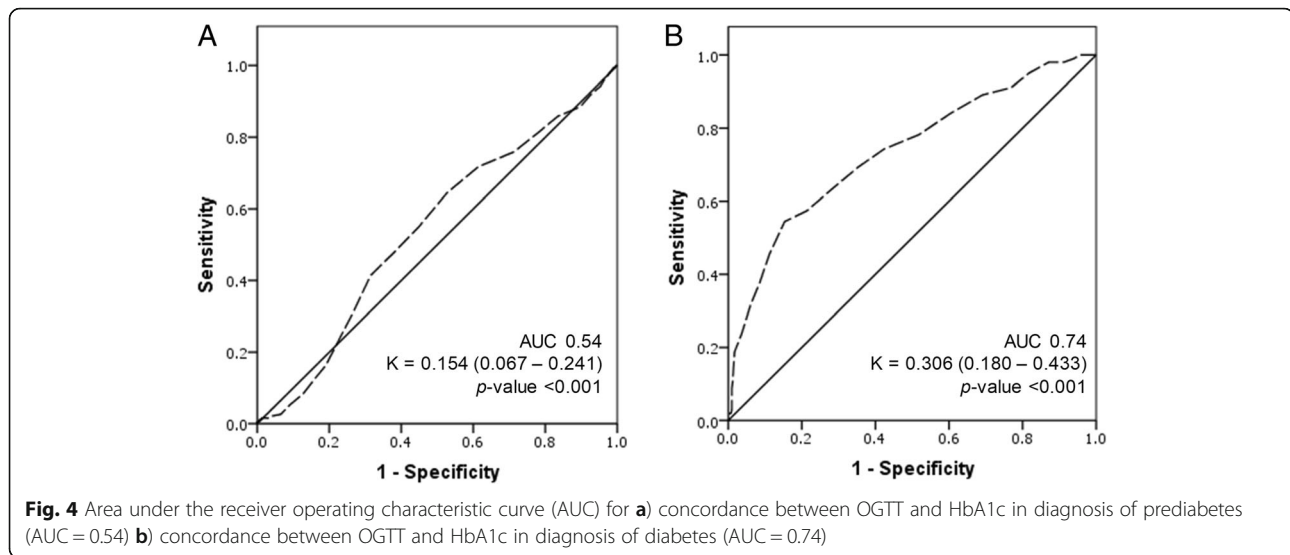 A
1.0
0.8
0.6
0.4
0.2
0.0
Sensitivity
0.0 0.2 0.4 0.6 0.8 1.0
1 - Specificity
AUC 0.54
K = 0.154 (0.067 – 0.241)
p-value <0.001
B
1.0
0.8
0.6
0.4
0.2
0.0
Sensitivity
0.0 0.2 0.4 0.6 0.8 1.0
1 - Specificity
AUC 0.74
K = 0.306 (0.180 – 0.433)
p-value <0.001
Fig. 4 Area under the receiver operating characteristic curve (AUC) for a) concordance between OGTT and HbA1c in diagnosis of prediabetes
(AUC = 0.54) b) concordance between OGTT and HbA1c in diagnosis of diabetes (AUC = 0.74)